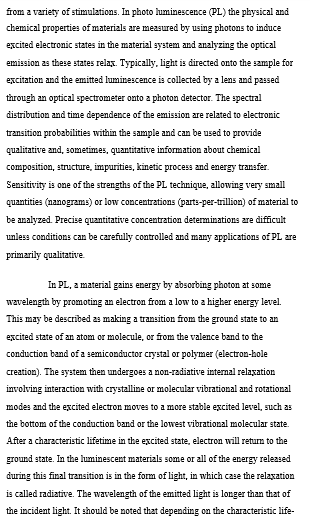 from a variety of stimulations. In photo luminescence (PL) the physical and
chemical properties of materials are measured by using photons to induce
excited electronic states in the material system and analyzing the optical
emission as these states relax. Typically, light is directed onto the sample for
excitation and the emitted luminescence is collected by a lens and passed
through an optical spectrometer onto a photon detector. The spectral
distribution and time dependence of the emission are related to electronic
transition probabilities within the sample and can be used to provide
qualitative and, sometimes, quantitative information about chemical
composition, structure, impurities, kinetic process and energy transfer.
Sensitivity is one of the strengths of the PL technique, allowing very small
quantities (nanograms) or low concentrations (parts-per-trillion) of material to
be analyzed. Precise quantitative concentration determinations are difficult
unless conditions can be carefully controlled and many applications of PL are
primarily qualitative.
In PL, a material gains energy by absorbing photon at some
wavelength by promoting an electron from a low to a higher energy level.
This may be described as making a transition from the ground state to an
excited state of an atom or molecule, or from the valence band to the
conduction band of a semiconductor crystal or polymer (electron-hole
creation). The system then undergoes a non-radiative internal relaxation
involving interaction with crystalline or molecular vibrational and rotational
modes and the excited electron moves to a more stable excited level, such as
the bottom of the conduction band or the lowest vibrational molecular state.
After a characteristic lifetime in the excited state, electron will return to the
ground state. In the luminescent materials some or all of the energy released
during this final transition is in the form of light, in which case the relaxation
is called radiative. The wavelength of the emitted light is longer than that of
the incident light. It should be noted that depending on the characteristic life-